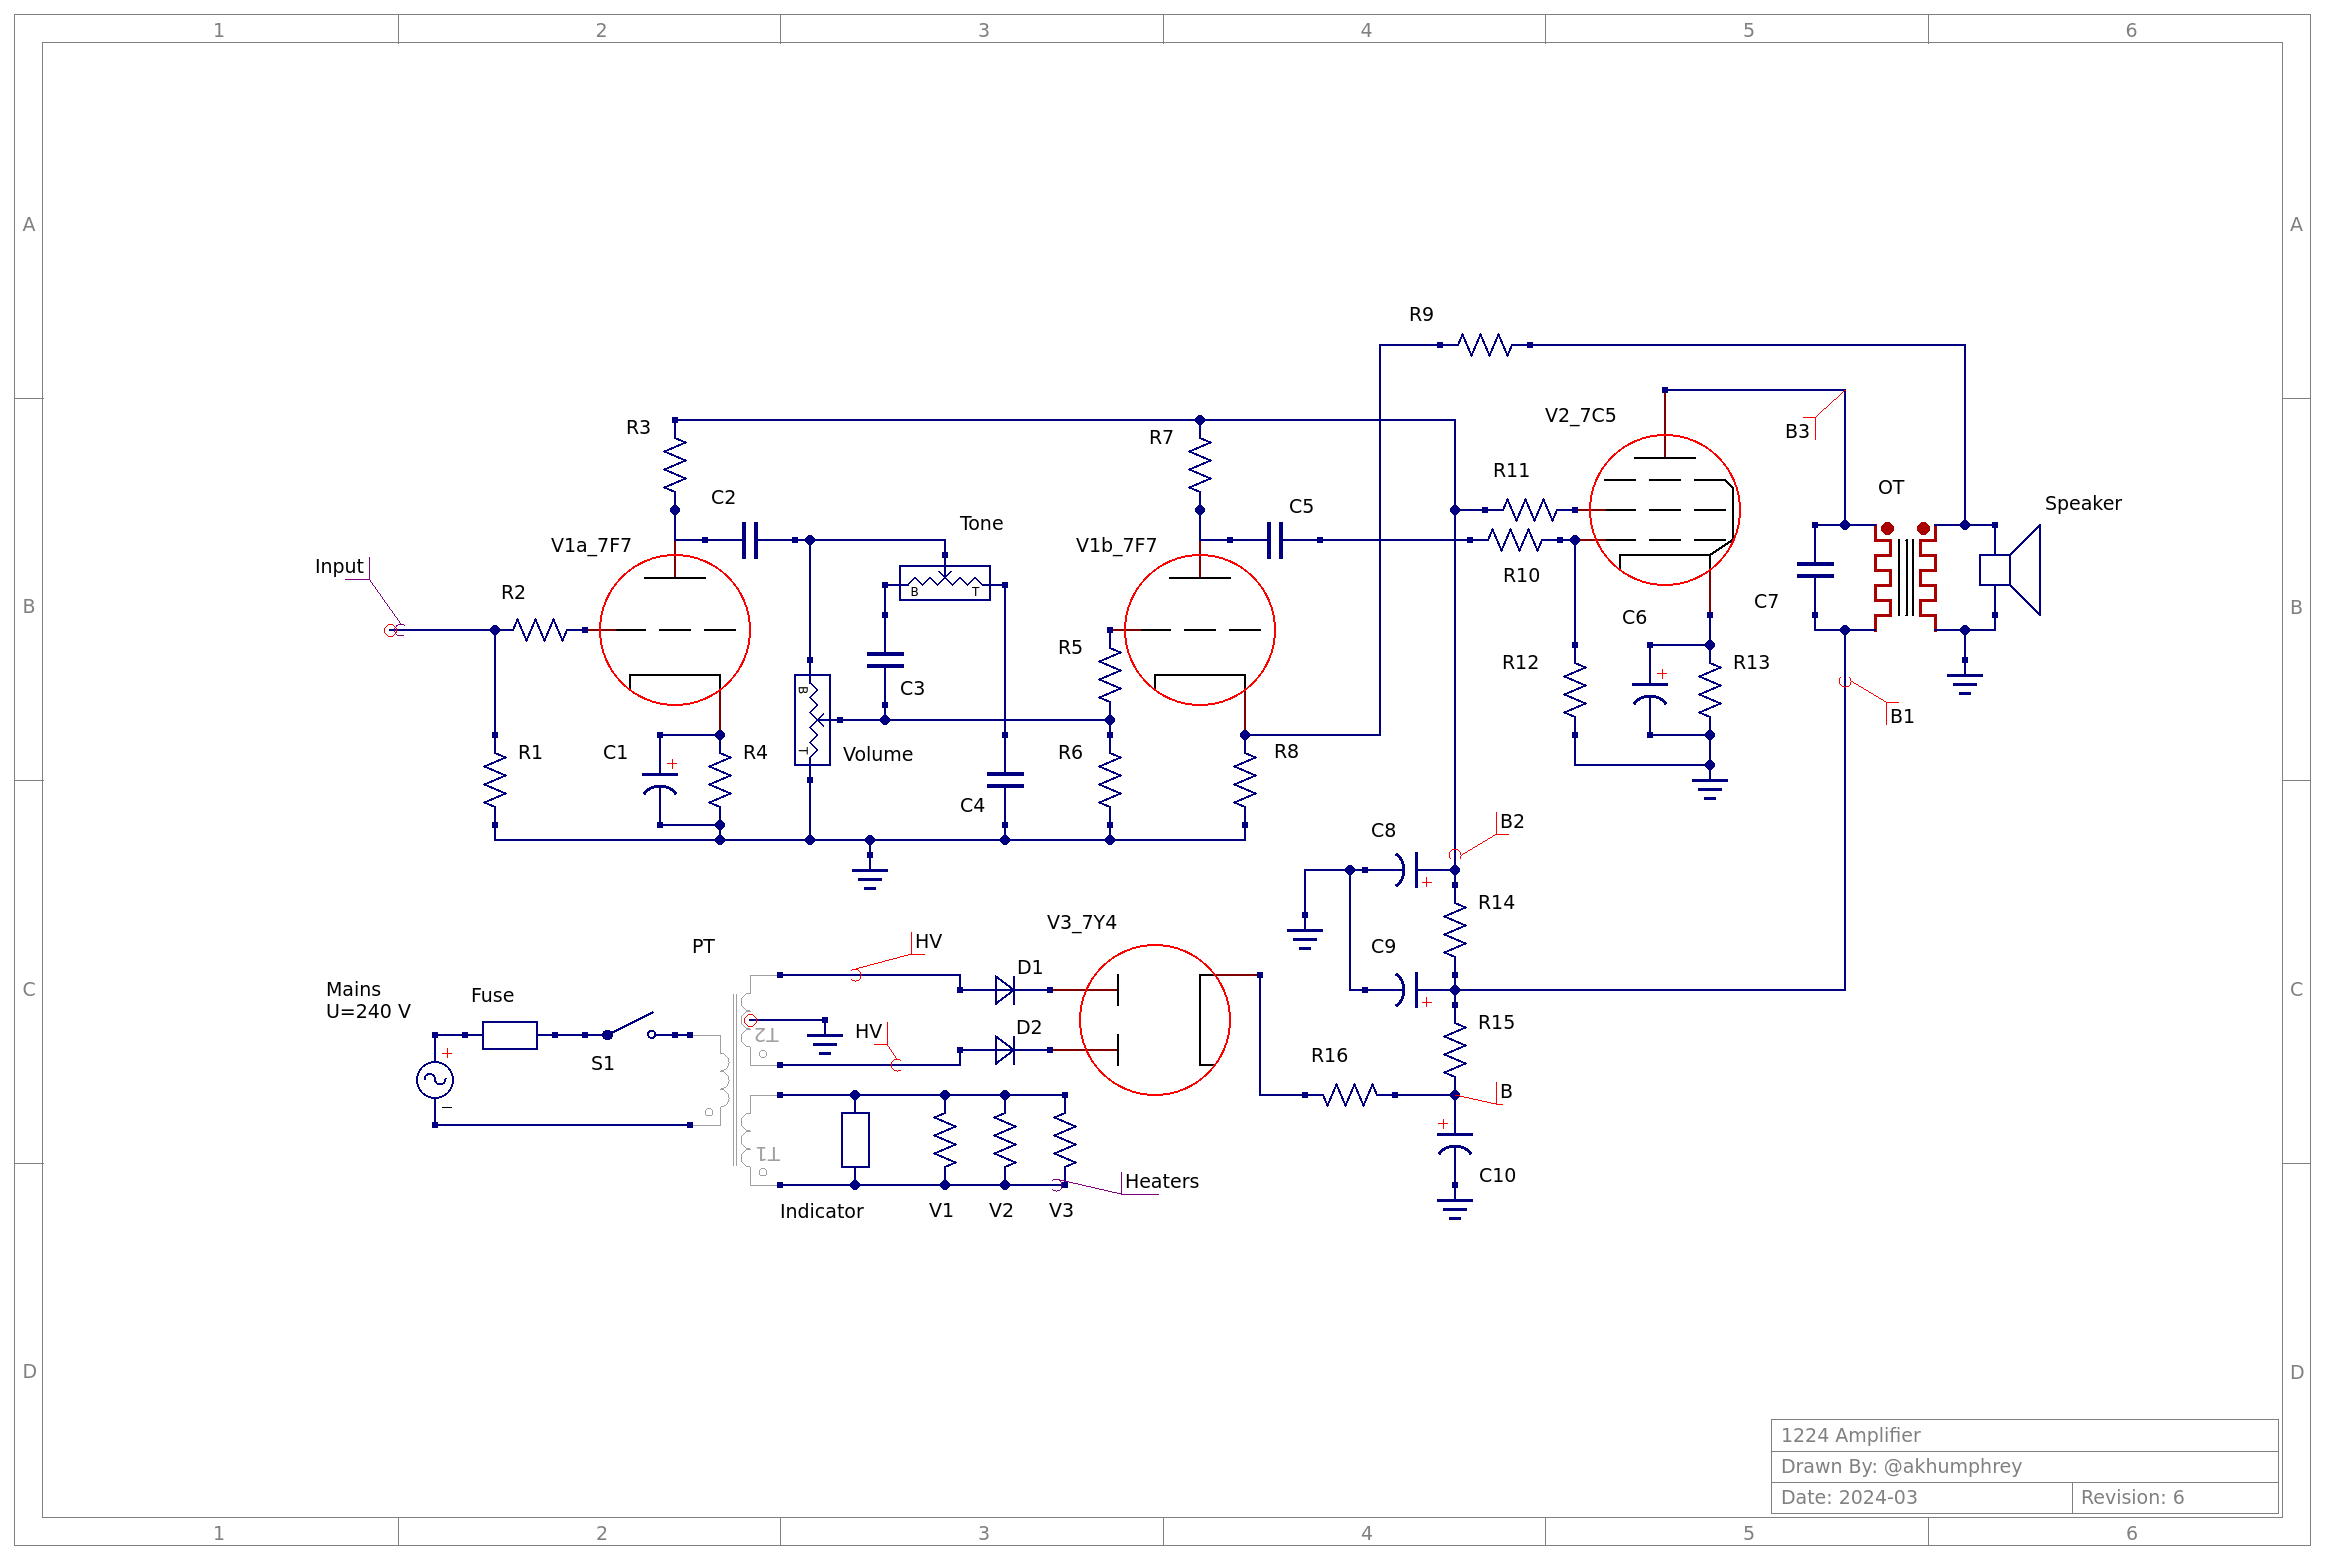 1 2 3 4 5 6
A A
R9
R3
V2_7C5
R7
B3
R11
OT
C2
C5
Speaker
Tone
V1a_7F7
V1b_7F7
Input
R10
R2
B T
C7
C6
B B
R5
R12
R13
C3
B
B1
T
R1
C1
+
R4
Volume
R6
R8
C4
B2
C8
+
R14
V3_7Y4
PT
HV
C9
D1
C C
Mains
U=240 V
Fuse
+
R15
D2
HV
T2
S1
R16
+
−
B
+
T1
C10
Heaters
Indicator
V1
V2
V3
D D
1224 Amplifier
Drawn By: @akhumphrey
Date: 2024-03
Revision: 6
1 2 3 4 5 6